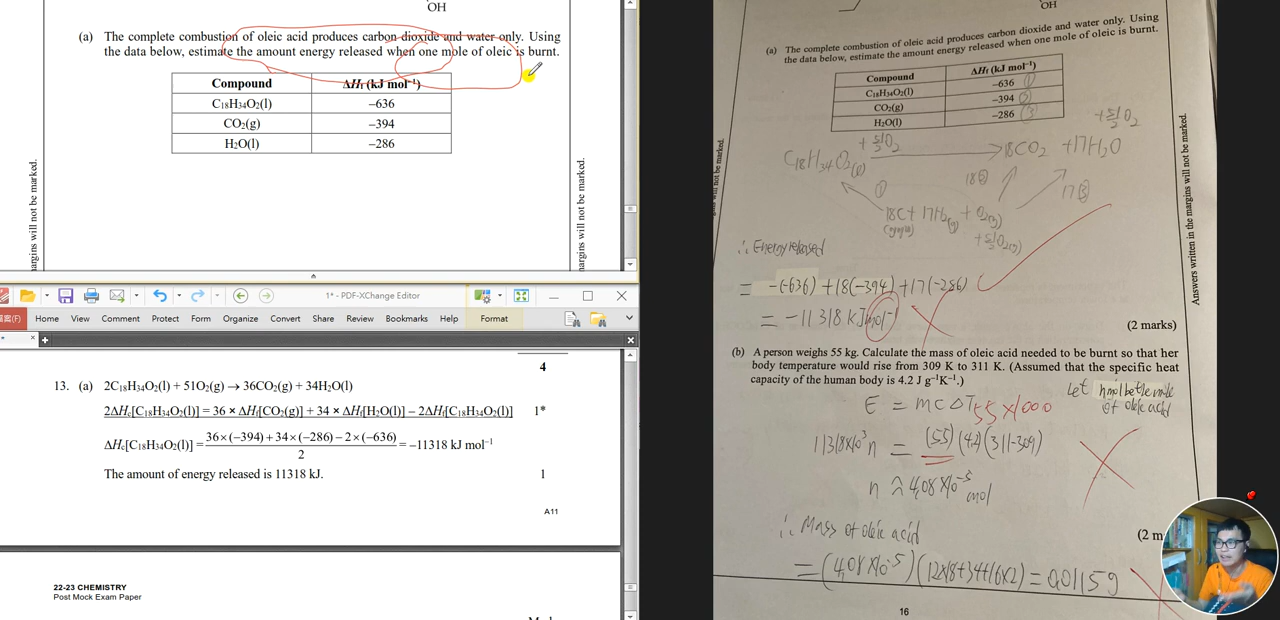 OH
(a) The complete combustion of oleic acid produces carbon dioxide and water only. Using
the data below, estimate the amount energy released when one mole of oleic is burnt.
Compound ΔHf (kJ mol⁻¹)
C18H34O2(l) −636
CO2(g) −394
H2O(l) −286
margins will not be marked.
margins will not be marked.
1* - PDF-XChange Editor
Home View Comment Protect Form Organize Convert Share Review Bookmarks Help Format
4
13. (a) 2C18H34O2(l) + 51O2(g) → 36CO2(g) + 34H2O(l)
2ΔHc[C18H34O2(l)] = 36 × ΔHf[CO2(g)] + 34 × ΔHf[H2O(l)] − 2ΔHf[C18H34O2(l)] 1*
ΔHc[C18H34O2(l)] = 36×(−394)+34×(−286)−2×(−636) / 2 = −11318 kJ mol⁻¹
The amount of energy released is 11318 kJ. 1
A11
22-23 CHEMISTRY
Post Mock Exam Paper
OH
(a) The complete combustion of oleic acid produces carbon dioxide and water only. Using
the data below, estimate the amount energy released when one mole of oleic is burnt.
Compound ΔHf (kJ mol⁻¹)
C18H34O2(l) −636 ①
CO2(g) −394 ②
H2O(l) −286 ③
C18H34O2(l) + 51/2 O2 → 18CO2 + 17H2O + 51/2 O2
① 18② 17③
18C + 17H2(g) + O2(g)
+ 51/2 O2(g)
∴ Energy released
= −(−636) + 18(−394) + 17(−286)
= −11318 kJ mol⁻¹
(2 marks)
(b) A person weighs 55 kg. Calculate the mass of oleic acid needed to be burnt so that her
body temperature would rise from 309 K to 311 K. (Assumed that the specific heat
capacity of the human body is 4.2 J g⁻¹K⁻¹.)
Let n mol be the
of oleic acid
E = mcΔT 55×1000
11318×10³n = (55)(4.2)(311-309)
n ≈ 4.08×10⁻⁵ mol
∴ Mass of oleic acid
(2 m
= (4.08×10⁻⁵)(12×18+34+16×2) = 0.0115g
16
Answers written in the margins will not be marked.